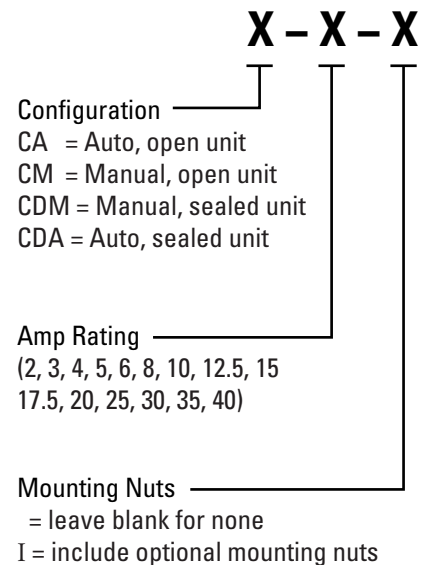 X – X – X
Configuration
CA = Auto, open unit
CM = Manual, open unit
CDM = Manual, sealed unit
CDA = Auto, sealed unit
Amp Rating
(2, 3, 4, 5, 6, 8, 10, 12.5, 15
17.5, 20, 25, 30, 35, 40)
Mounting Nuts
= leave blank for none
I = include optional mounting nuts